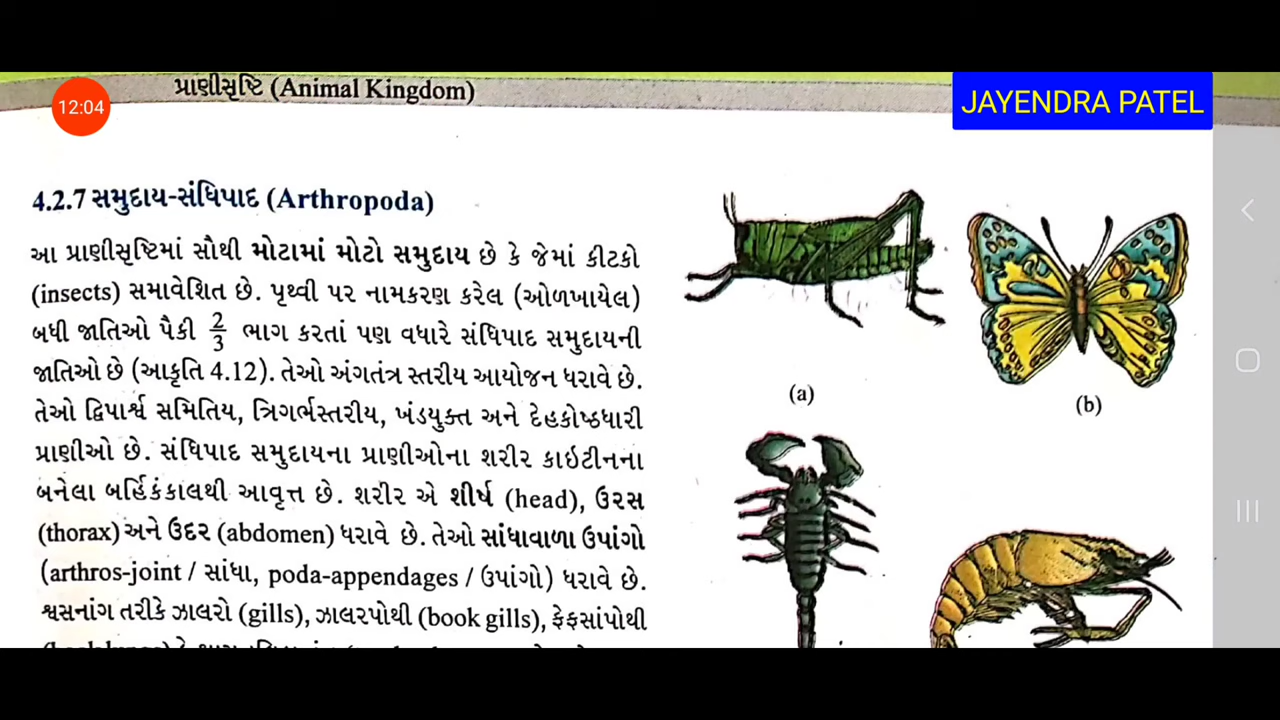 પ્રાણીસૃષ્ટિ (Animal Kingdom)
12:04
JAYENDRA PATEL
4.2.7 સમુદાય-સંધિપાદ (Arthropoda)
આ પ્રાણીસૃષ્ટિમાં સૌથી મોટામાં મોટો સમુદાય છે કે જેમાં કીટકો
(insects) સમાવેશિત છે. પૃથ્વી પર નામકરણ કરેલ (ઓળખાયેલ)
બધી જાતિઓ પૈકી 2/3 ભાગ કરતાં પણ વધારે સંધિપાદ સમુદાયની
જાતિઓ છે (આકૃતિ 4.12). તેઓ અંગતંત્ર સ્તરીય આયોજન ધરાવે છે.
તેઓ દ્વિપાર્શ્વ સમિતિય, ત્રિગર્ભસ્તરીય, ખંડયુક્ત અને દેહકોષ્ઠધારી
પ્રાણીઓ છે. સંધિપાદ સમુદાયના પ્રાણીઓના શરીર કાઇટીનના
બનેલા બર્હિકંકાલથી આવૃત્ત છે. શરીર એ શીર્ષ (head), ઉરસ
(thorax) અને ઉદર (abdomen) ધરાવે છે. તેઓ સાંધાવાળા ઉપાંગો
(arthros-joint / સાંધા, poda-appendages / ઉપાંગો) ધરાવે છે.
શ્વસનાંગ તરીકે ઝાલરો (gills), ઝાલરપોથી (book gills), ફેફસાંપોથી
(a)
(b)